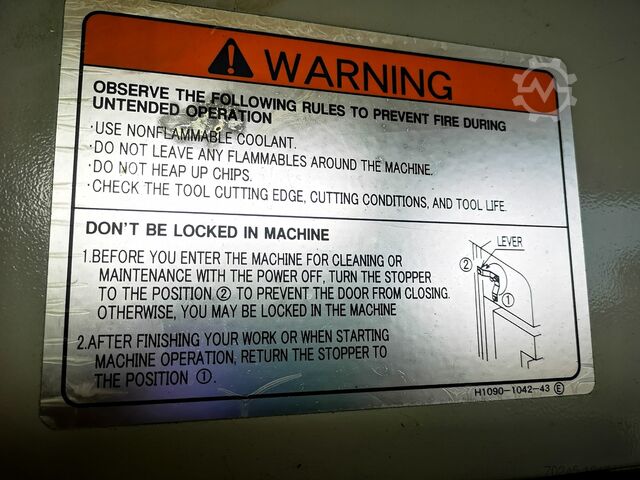 WARNING
OBSERVE THE FOLLOWING RULES TO PREVENT FIRE DURING
UNTENDED OPERATION
·USE NONFLAMMABLE COOLANT.
·DO NOT LEAVE ANY FLAMMABLES AROUND THE MACHINE.
·DO NOT HEAP UP CHIPS.
·CHECK THE TOOL CUTTING EDGE, CUTTING CONDITIONS, AND TOOL LIFE.
DON'T BE LOCKED IN MACHINE
1.BEFORE YOU ENTER THE MACHINE FOR CLEANING OR
MAINTENANCE WITH THE POWER OFF, TURN THE STOPPER
TO THE POSITION ② TO PREVENT THE DOOR FROM CLOSING.
OTHERWISE, YOU MAY BE LOCKED IN THE MACHINE
2.AFTER FINISHING YOUR WORK OR WHEN STARTING
MACHINE OPERATION, RETURN THE STOPPER TO
THE POSITION ①.
LEVER
②
①
H1090-1042-43 Ⓔ